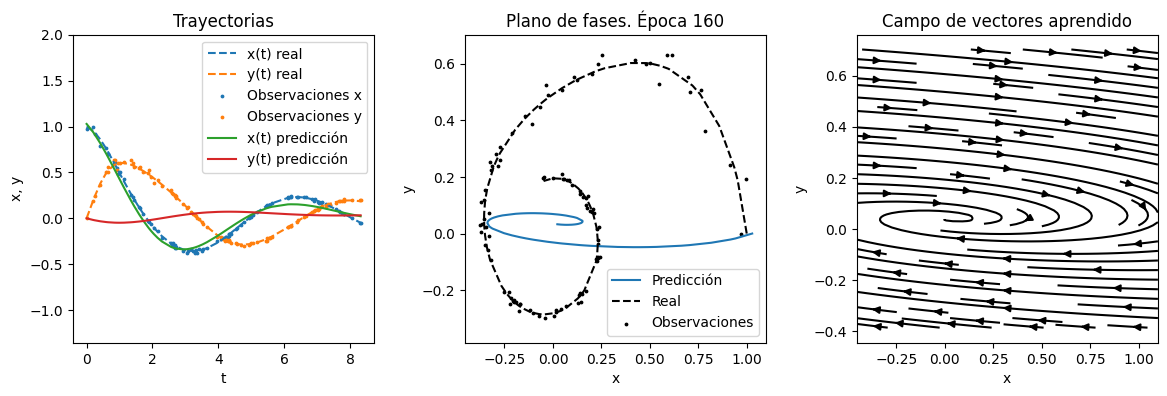 Trayectorias
x, y
2.0
1.5
1.0
0.5
0.0
−0.5
−1.0
0 2 4 6 8
t
x(t) real
y(t) real
Observaciones x
Observaciones y
x(t) predicción
y(t) predicción
Plano de fases. Época 160
y
0.6
0.4
0.2
0.0
−0.2
−0.25 0.00 0.25 0.50 0.75 1.00
x
Predicción
Real
Observaciones
Campo de vectores aprendido
y
0.6
0.4
0.2
0.0
−0.2
−0.4
−0.25 0.00 0.25 0.50 0.75 1.00
x